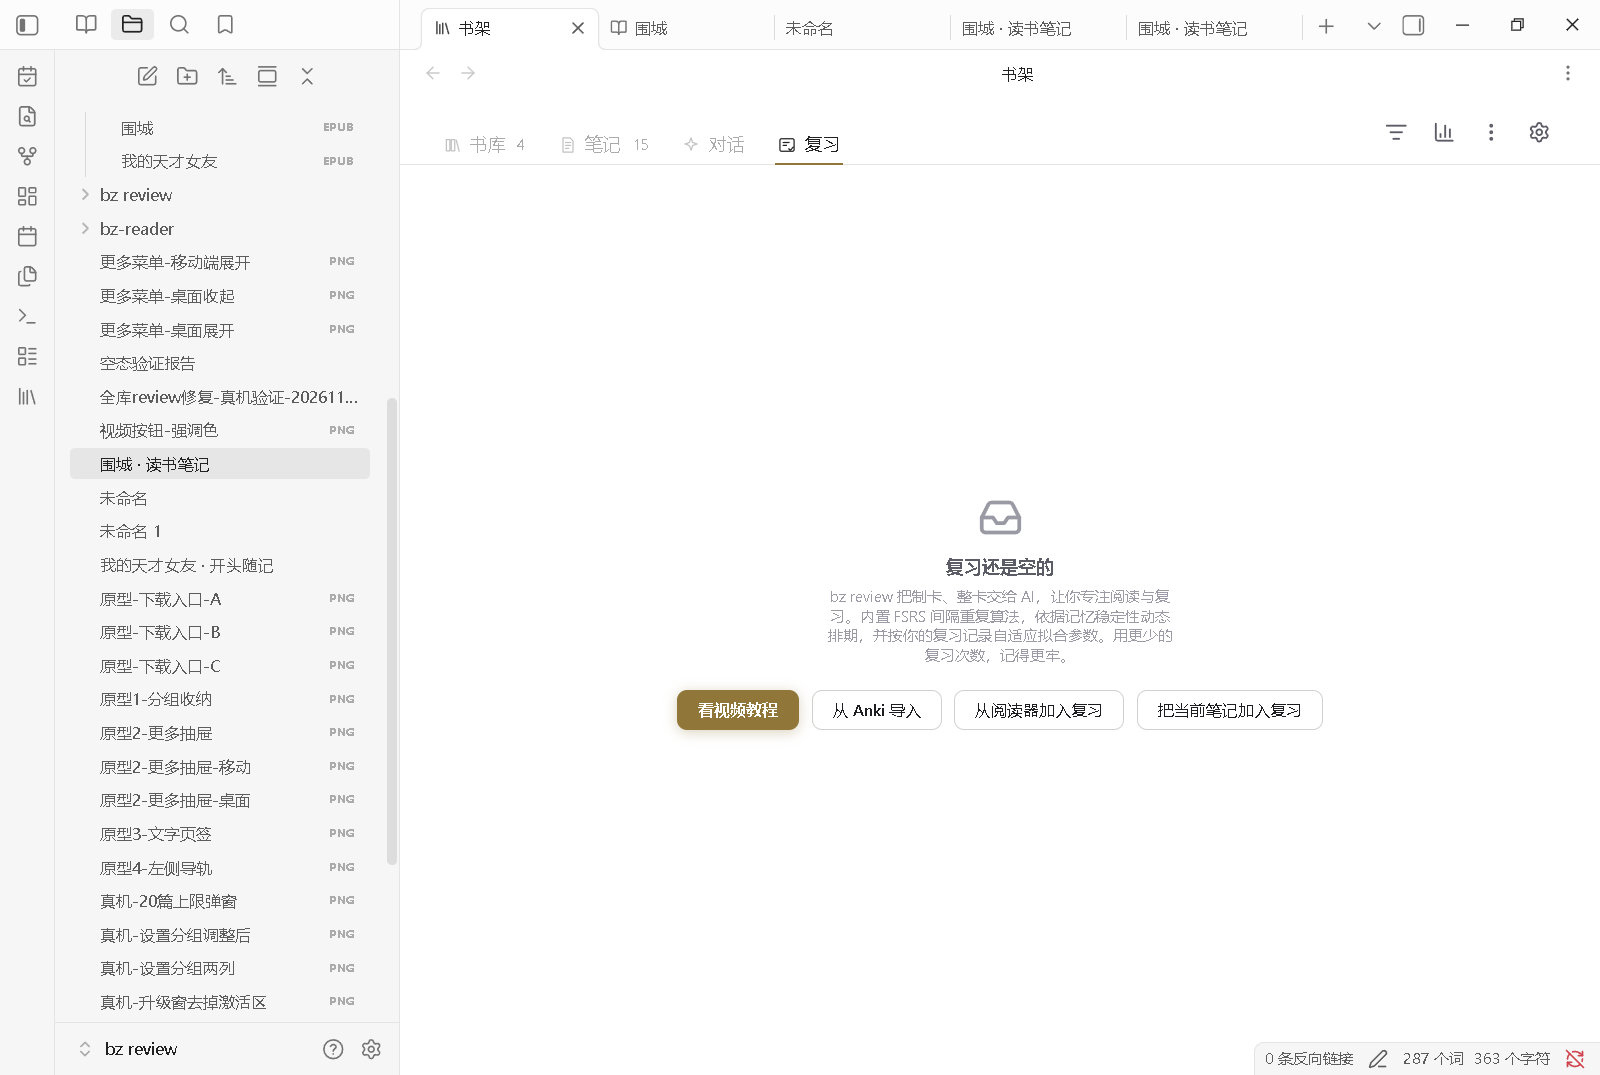 书架
围城
未命名
围城 · 读书笔记
围城 · 读书笔记
书架
书库 4
笔记 15
对话
复习
围城 EPUB
我的天才女友 EPUB
bz review
bz-reader
更多菜单-移动端展开 PNG
更多菜单-桌面收起 PNG
更多菜单-桌面展开 PNG
空态验证报告
全库review修复-真机验证-202611...
视频按钮-强调色 PNG
围城 · 读书笔记
未命名
未命名 1
我的天才女友 · 开头随记
原型-下载入口-A PNG
原型-下载入口-B PNG
原型-下载入口-C PNG
原型1-分组收纳 PNG
原型2-更多抽屉 PNG
原型2-更多抽屉-移动 PNG
原型2-更多抽屉-桌面 PNG
原型3-文字页签 PNG
原型4-左侧导轨 PNG
真机-20篇上限弹窗 PNG
真机-设置分组调整后 PNG
真机-设置分组两列 PNG
真机-升级窗去掉激活区 PNG
bz review
复习还是空的
bz review 把制卡、整卡交给 AI，让你专注阅读与复
习。内置 FSRS 间隔重复算法，依据记忆稳定性动态
排期，并按你的复习记录自适应拟合参数。用更少的
复习次数，记得更牢。
看视频教程
从 Anki 导入
从阅读器加入复习
把当前笔记加入复习
0 条反向链接
287 个词
363 个字符